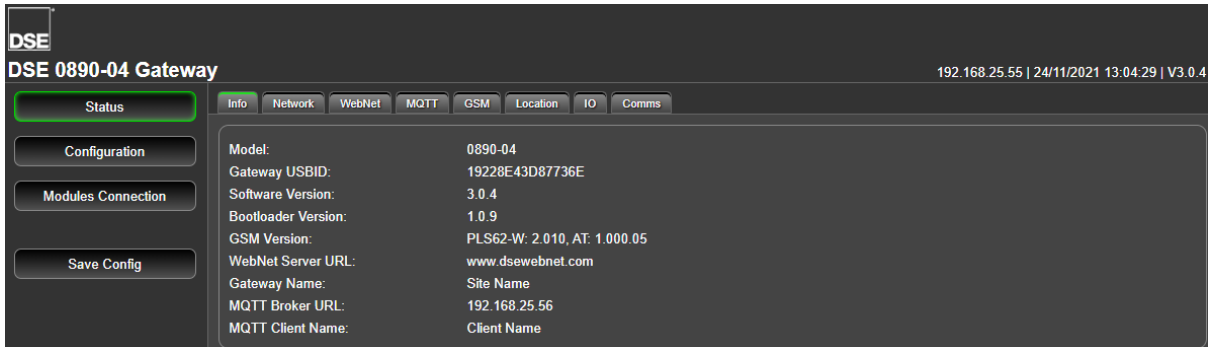 DSE
DSE 0890-04 Gateway
192.168.25.55 | 24/11/2021 13:04:29 | V3.0.4
Status
Configuration
Modules Connection
Save Config
Info Network WebNet MQTT GSM Location IO Comms
Model: 0890-04
Gateway USBID: 19228E43D87736E
Software Version: 3.0.4
Bootloader Version: 1.0.9
GSM Version: PLS62-W: 2.010, AT: 1.000.05
WebNet Server URL: www.dsewebnet.com
Gateway Name: Site Name
MQTT Broker URL: 192.168.25.56
MQTT Client Name: Client Name